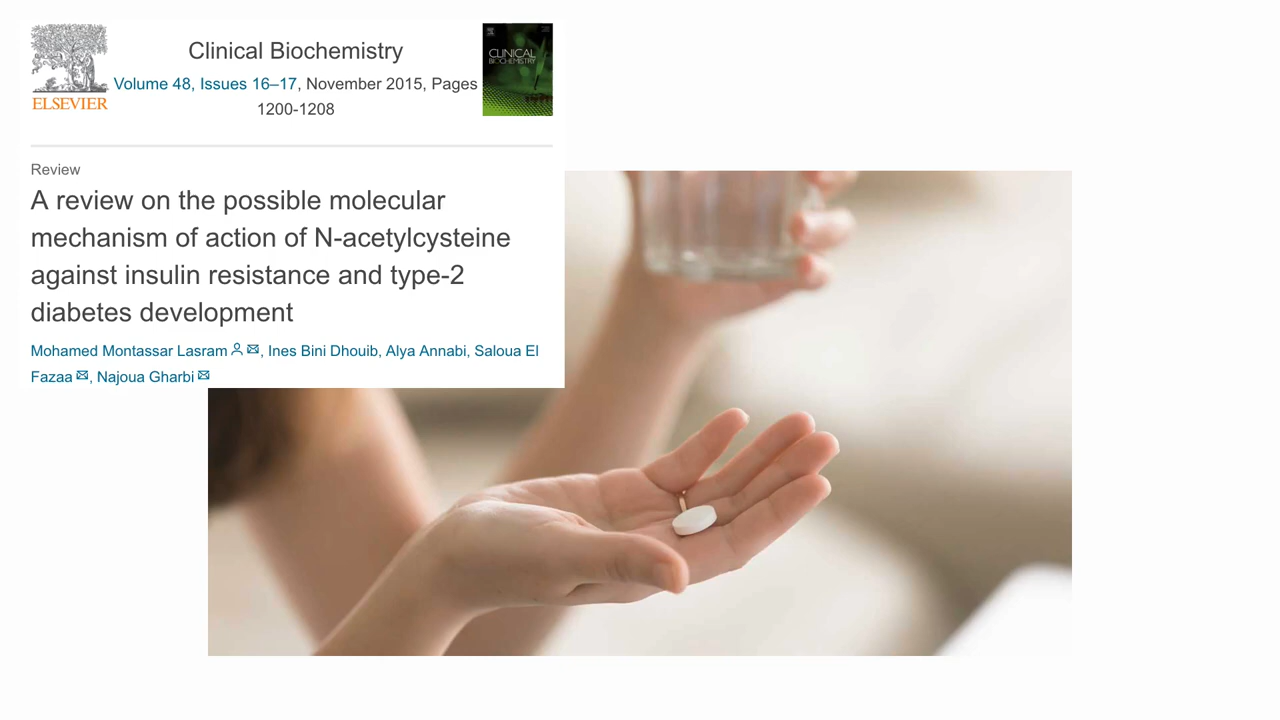 Clinical Biochemistry
Volume 48, Issues 16–17, November 2015, Pages
1200-1208
ELSEVIER
CLINICAL
BIOCHEMISTRY
Review
A review on the possible molecular
mechanism of action of N-acetylcysteine
against insulin resistance and type-2
diabetes development
Mohamed Montassar Lasram, Ines Bini Dhouib, Alya Annabi, Saloua El
Fazaa, Najoua Gharbi